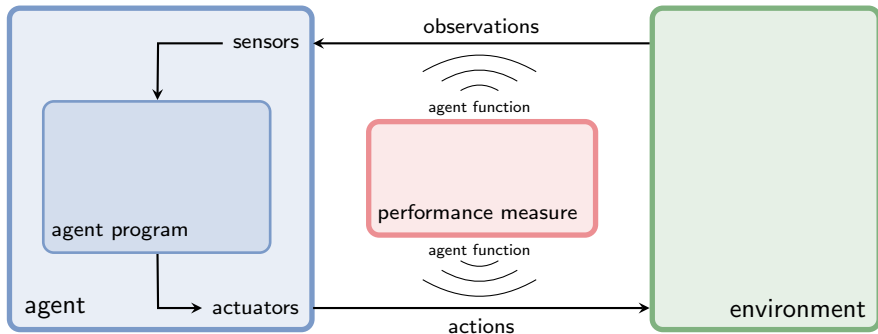 observations
sensors
agent function
agent program
performance measure
agent function
agent
actuators
actions
environment